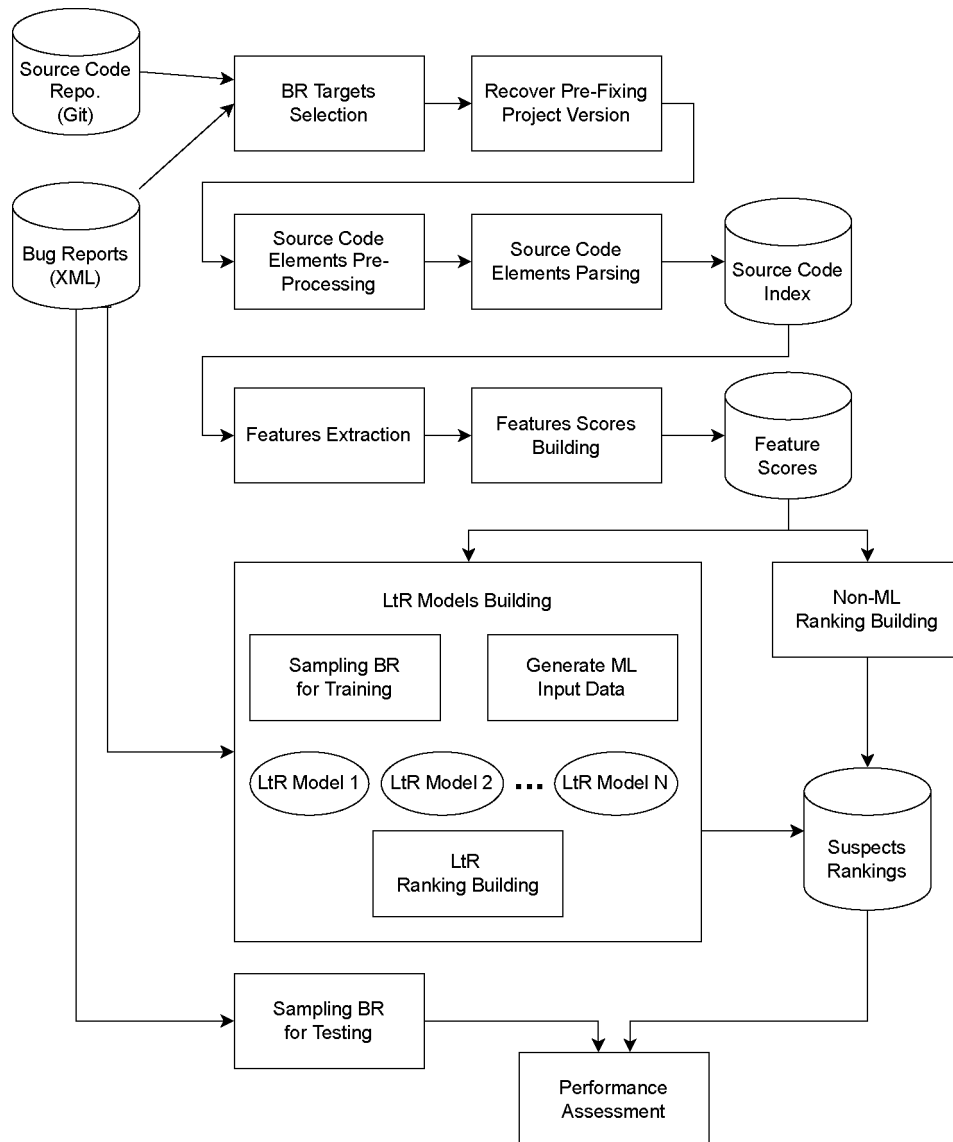 Source Code
Repo.
(Git)
BR Targets
Selection
Recover Pre-Fixing
Project Version
Bug Reports
(XML)
Source Code
Elements Pre-
Processing
Source Code
Elements Parsing
Source Code
Index
Features Extraction
Features Scores
Building
Feature
Scores
LtR Models Building
Non-ML
Ranking Building
Sampling BR
for Training
Generate ML
Input Data
LtR Model 1
LtR Model 2
...
LtR Model N
LtR
Ranking Building
Suspects
Rankings
Sampling BR
for Testing
Performance
Assessment